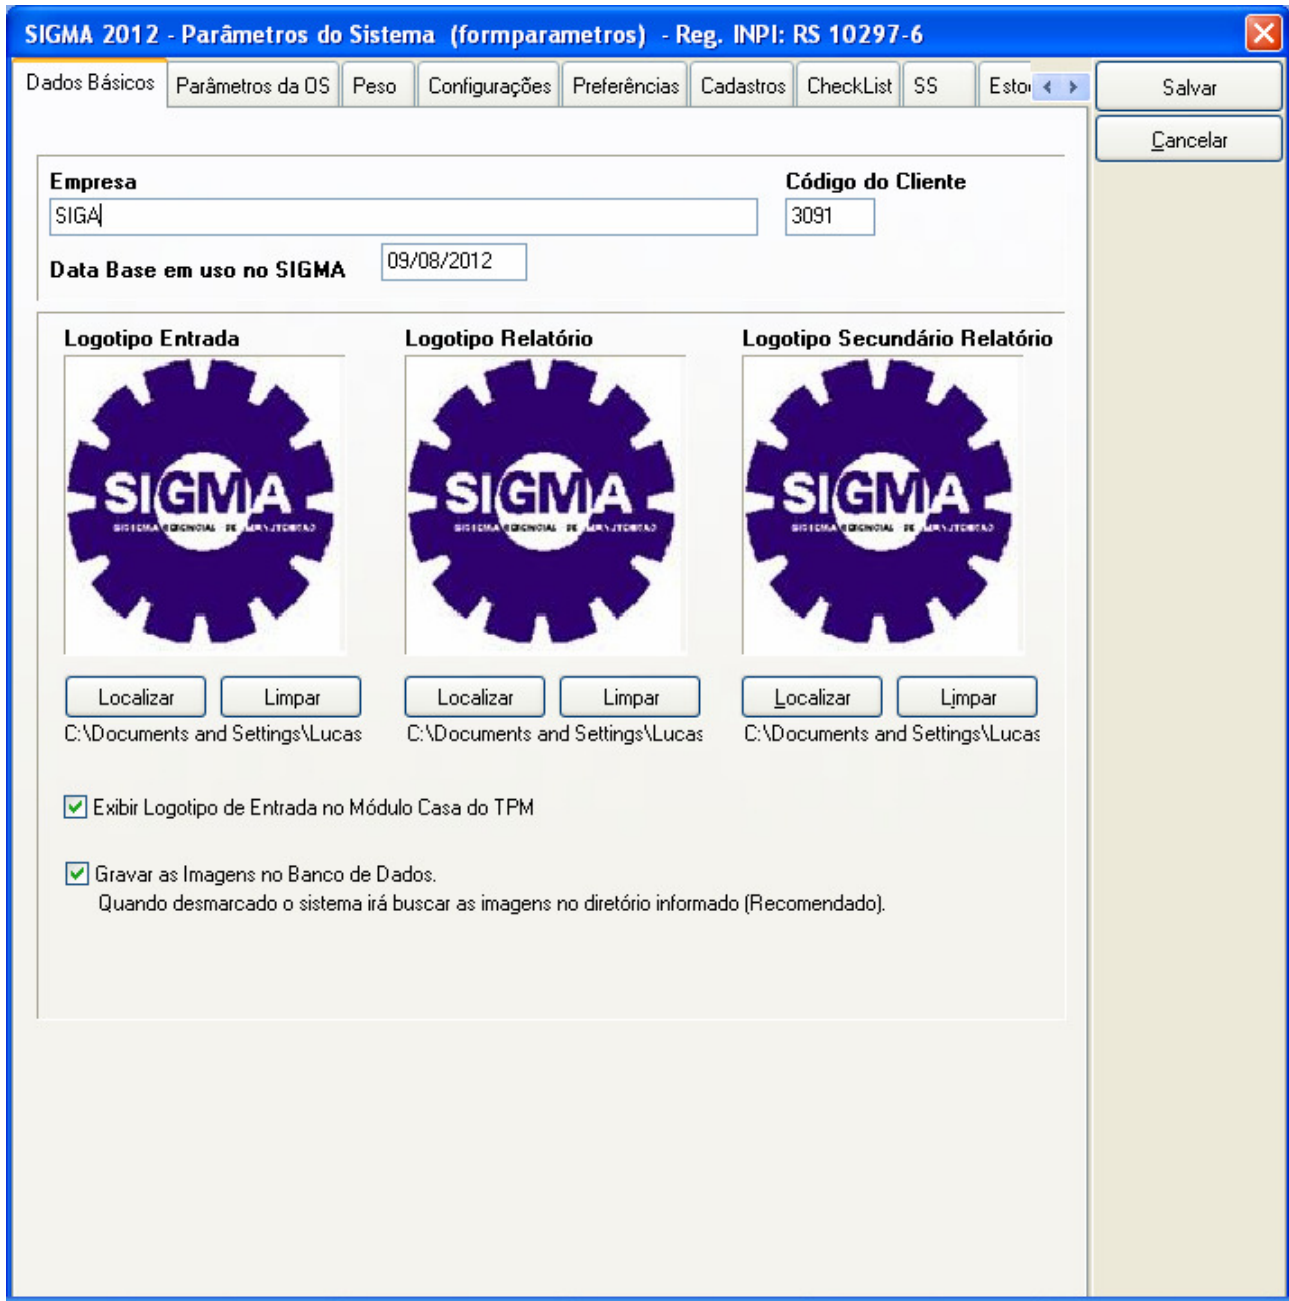 SIGMA 2012 - Parâmetros do Sistema (formparametros) - Reg. INPI: RS 10297-6
Dados Básicos Parâmetros da OS Peso Configurações Preferências Cadastros CheckList SS
Salvar
Cancelar
Empresa Código do Cliente
SIGA 3091
Data Base em uso no SIGMA 09/08/2012
Logotipo Entrada Logotipo Relatório Logotipo Secundário Relatório
SIGMA SIGMA SIGMA
Localizar Limpar Localizar Limpar Localizar Limpar
C:\Documents and Settings\Lucas C:\Documents and Settings\Lucas C:\Documents and Settings\Lucas
Exibir Logotipo de Entrada no Módulo Casa do TPM
Gravar as Imagens no Banco de Dados.
Quando desmarcado o sistema irá buscar as imagens no diretório informado (Recomendado).